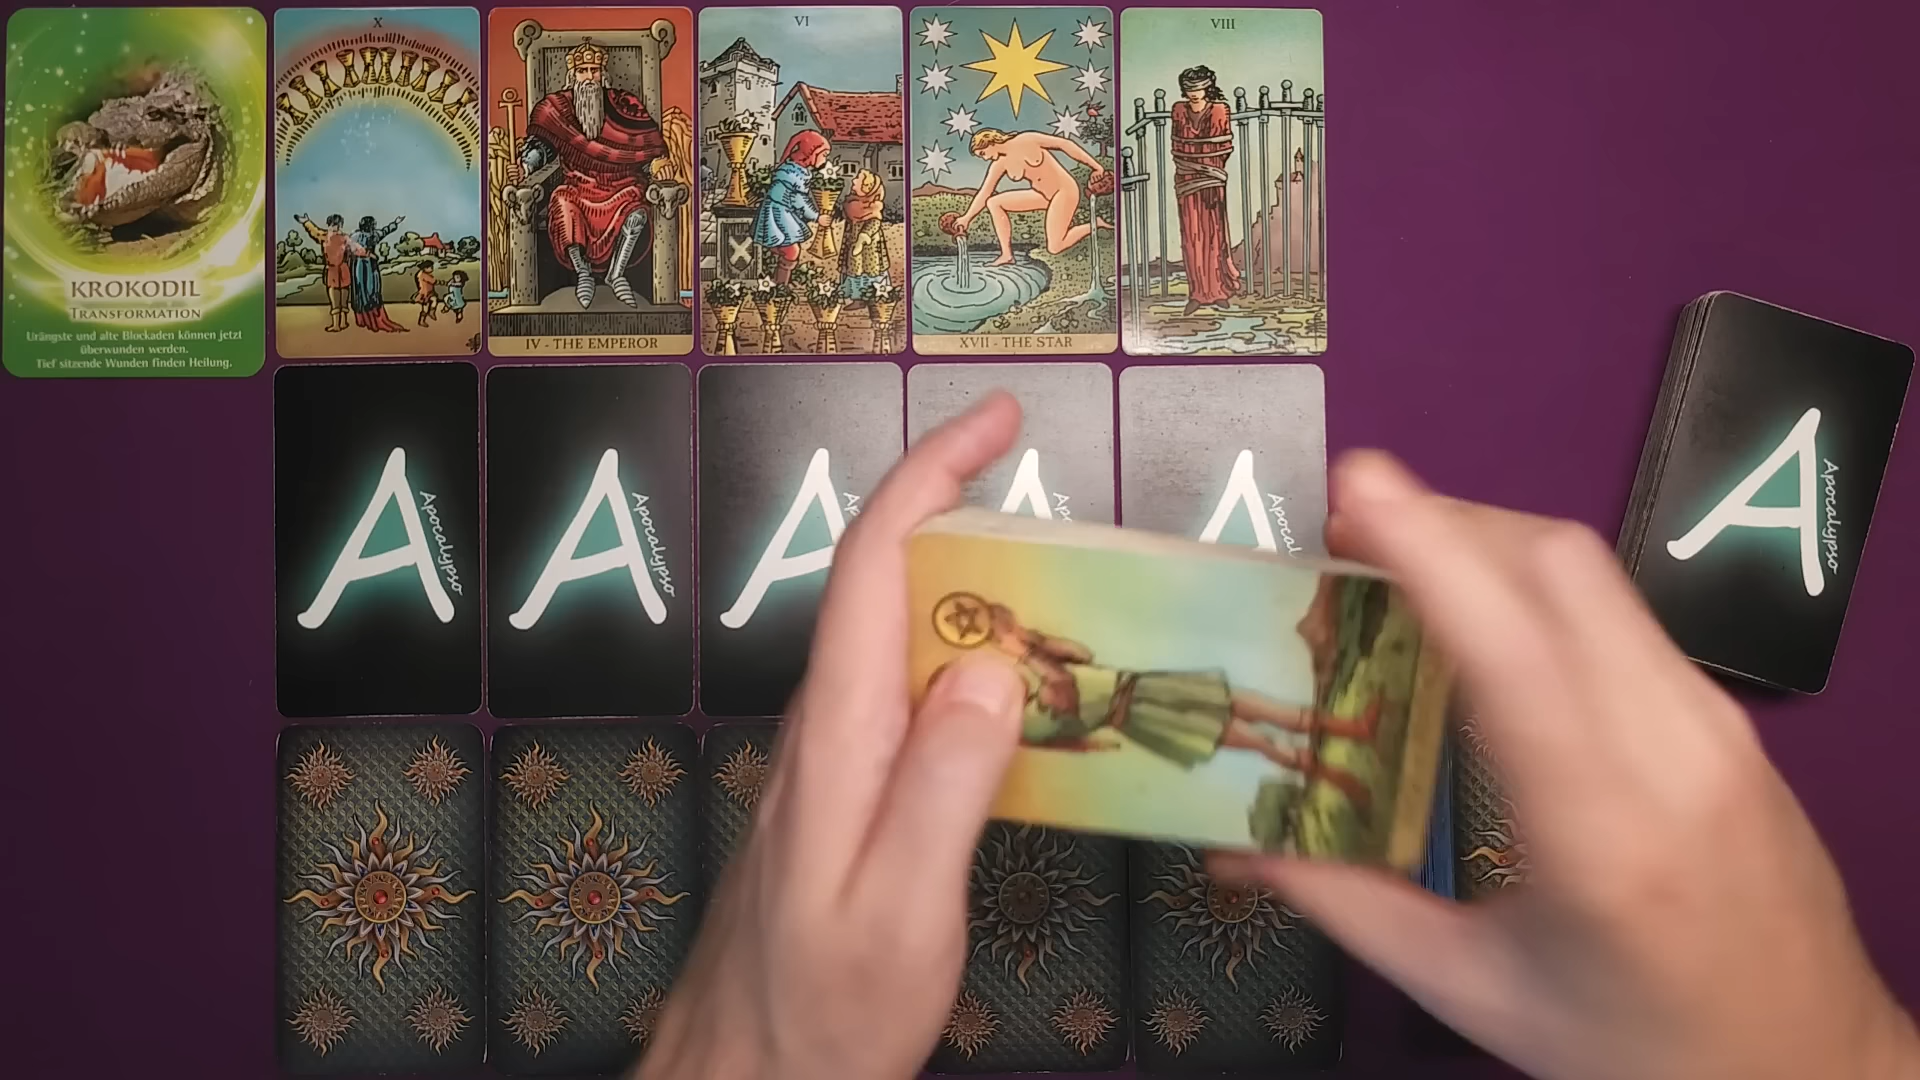 KROKODIL
TRANSFORMATION
Urängste und alte Blockaden können jetzt
überwunden werden.
Tief sitzende Wunden finden Heilung.
X
IV - THE EMPEROR
VI
XVII - THE STAR
VIII
A
Apocalypso
A
Apocalypso
A
A
A
A
Apocalypso